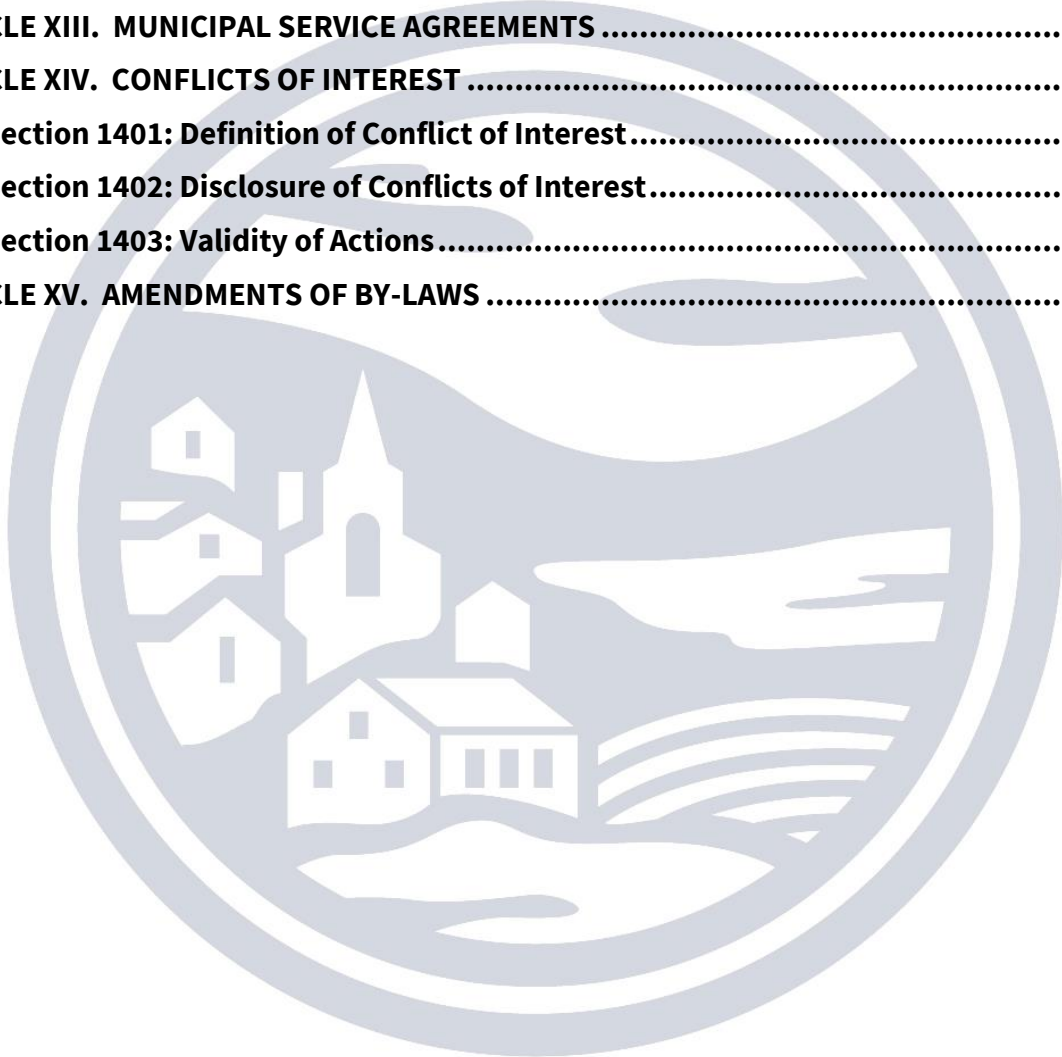 CLE XIII. MUNICIPAL SERVICE AGREEMENTS ................................................
CLE XIV. CONFLICTS OF INTEREST ..............................................................
ection 1401: Definition of Conflict of Interest .............................................
ection 1402: Disclosure of Conflicts of Interest ...........................................
ection 1403: Validity of Actions .................................................................
CLE XV. AMENDMENTS OF BY-LAWS ............................................................